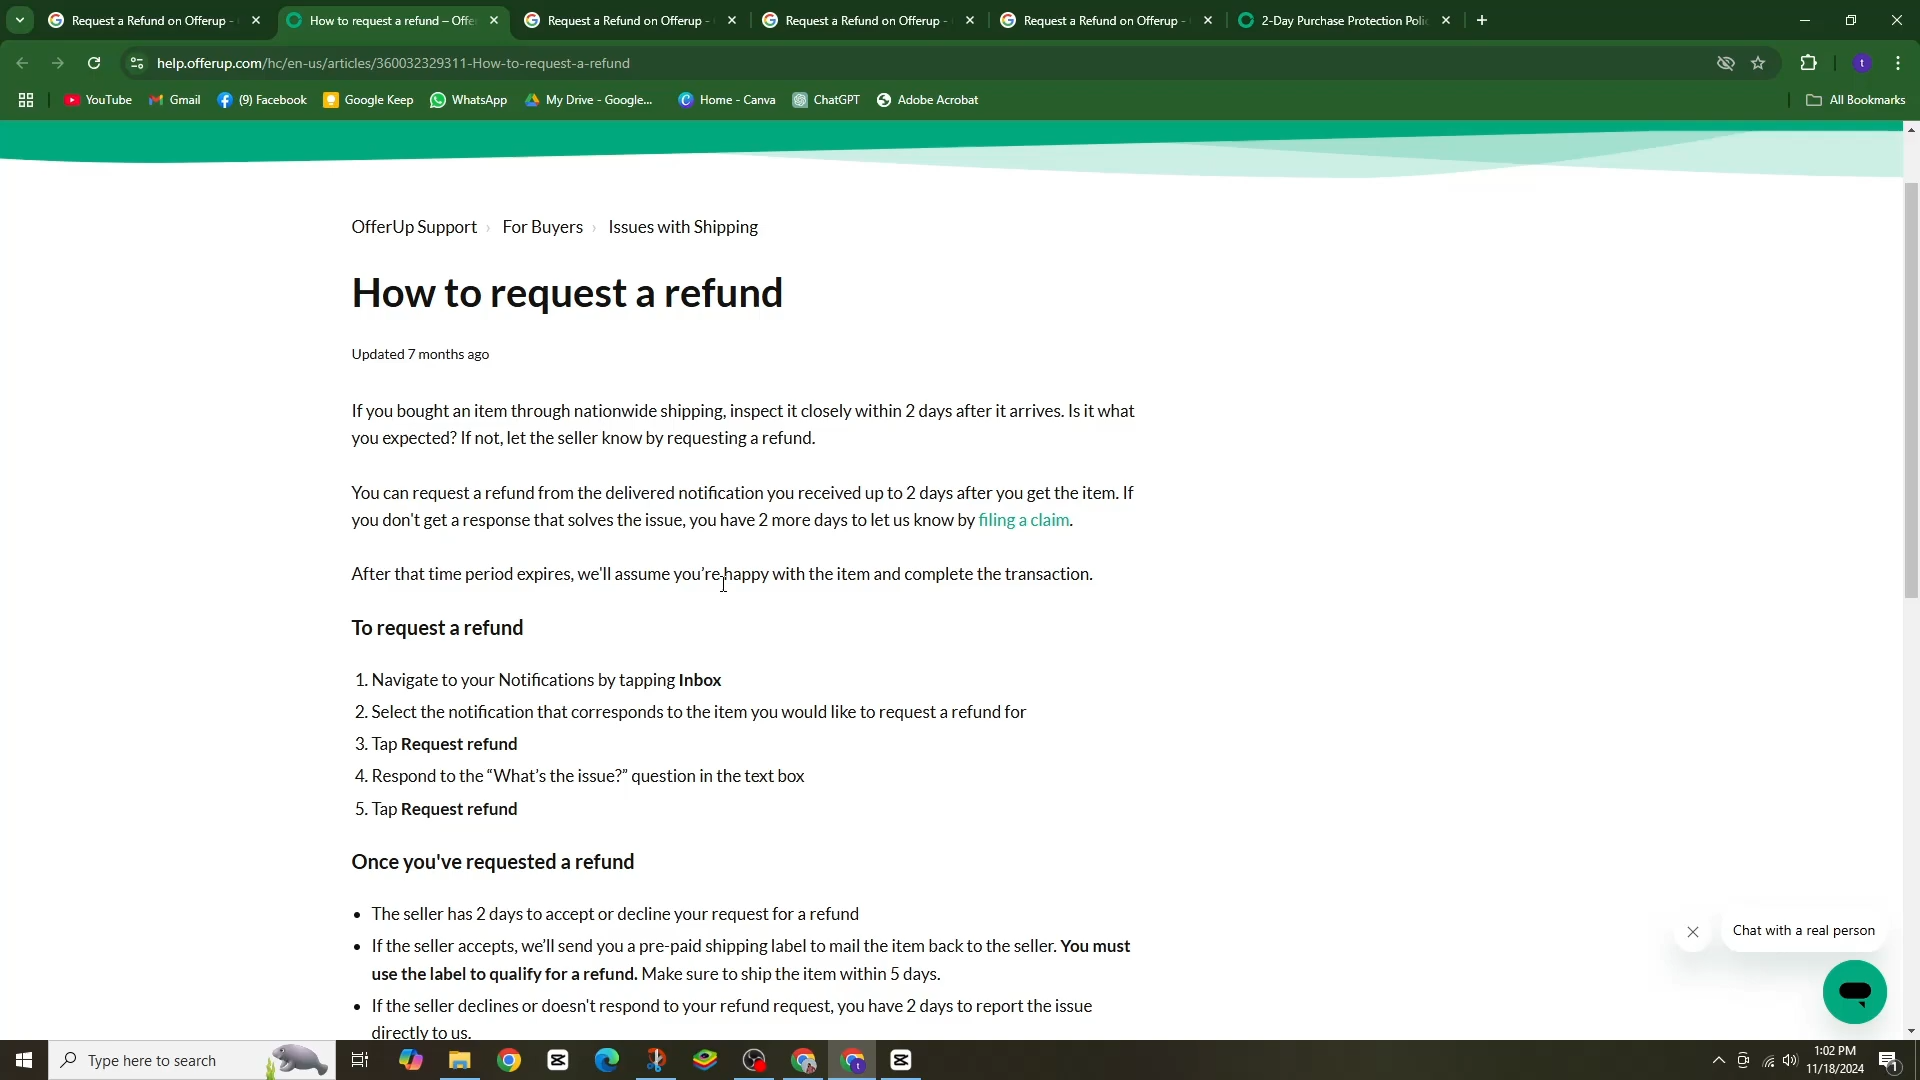 Request a Refund on Offerup -
How to request a refund – Offe
Request a Refund on Offerup -
Request a Refund on Offerup -
Request a Refund on Offerup -
2-Day Purchase Protection Poli
help.offerup.com/hc/en-us/articles/360032329311-How-to-request-a-refund
t
YouTube
Gmail
(9) Facebook
Google Keep
WhatsApp
My Drive - Google...
Home - Canva
ChatGPT
Adobe Acrobat
All Bookmarks
OfferUp Support › For Buyers › Issues with Shipping
How to request a refund
Updated 7 months ago
If you bought an item through nationwide shipping, inspect it closely within 2 days after it arrives. Is it what
you expected? If not, let the seller know by requesting a refund.
You can request a refund from the delivered notification you received up to 2 days after you get the item. If
you don't get a response that solves the issue, you have 2 more days to let us know by filing a claim.
After that time period expires, we'll assume you’re happy with the item and complete the transaction.
To request a refund
1. Navigate to your Notifications by tapping Inbox
2. Select the notification that corresponds to the item you would like to request a refund for
3. Tap Request refund
4. Respond to the “What’s the issue?” question in the text box
5. Tap Request refund
Once you've requested a refund
• The seller has 2 days to accept or decline your request for a refund
• If the seller accepts, we’ll send you a pre-paid shipping label to mail the item back to the seller. You must
use the label to qualify for a refund. Make sure to ship the item within 5 days.
• If the seller declines or doesn't respond to your refund request, you have 2 days to report the issue
directly to us.
Chat with a real person
Type here to search
1:02 PM
11/18/2024
1